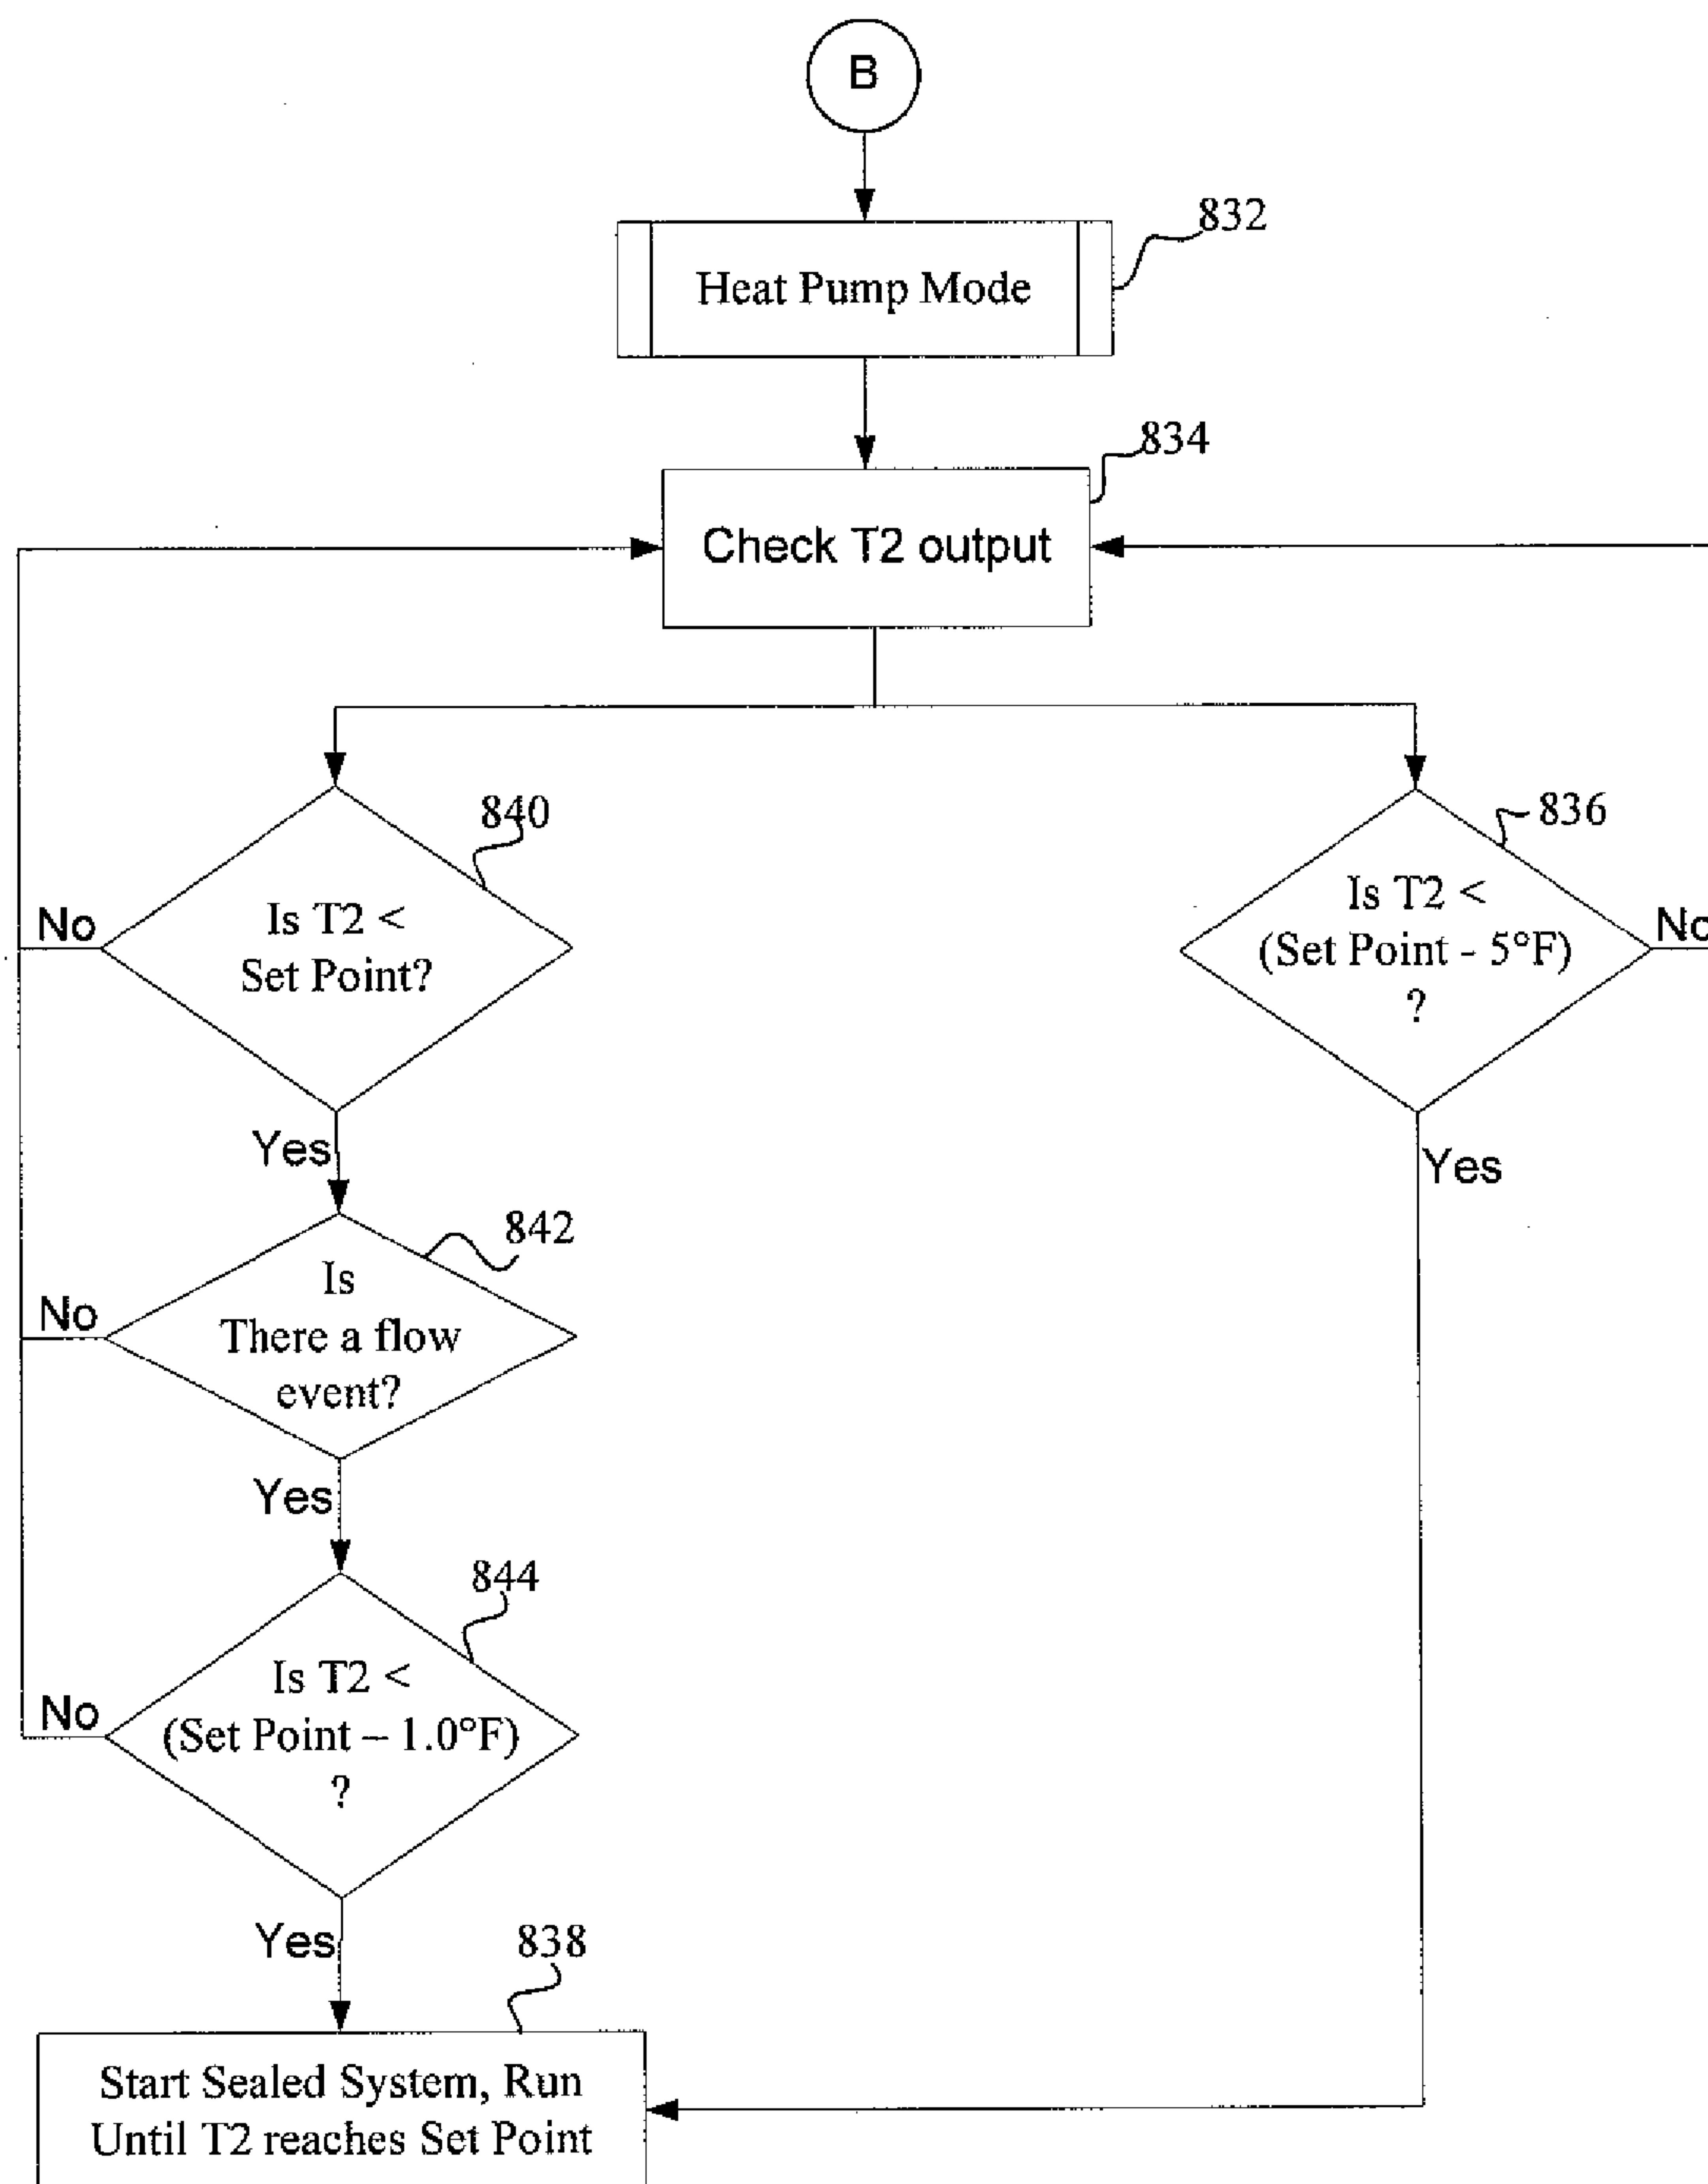 B
832
Heat Pump Mode
834
Check T2 output
840
836
Is T2 <
Set Point?
No
Is T2 <
(Set Point - 5°F)
?
No
Yes
Yes
842
Is
There a flow
event?
No
Yes
844
Is T2 <
(Set Point – 1.0°F)
?
No
Yes
838
Start Sealed System, Run
Until T2 reaches Set Point